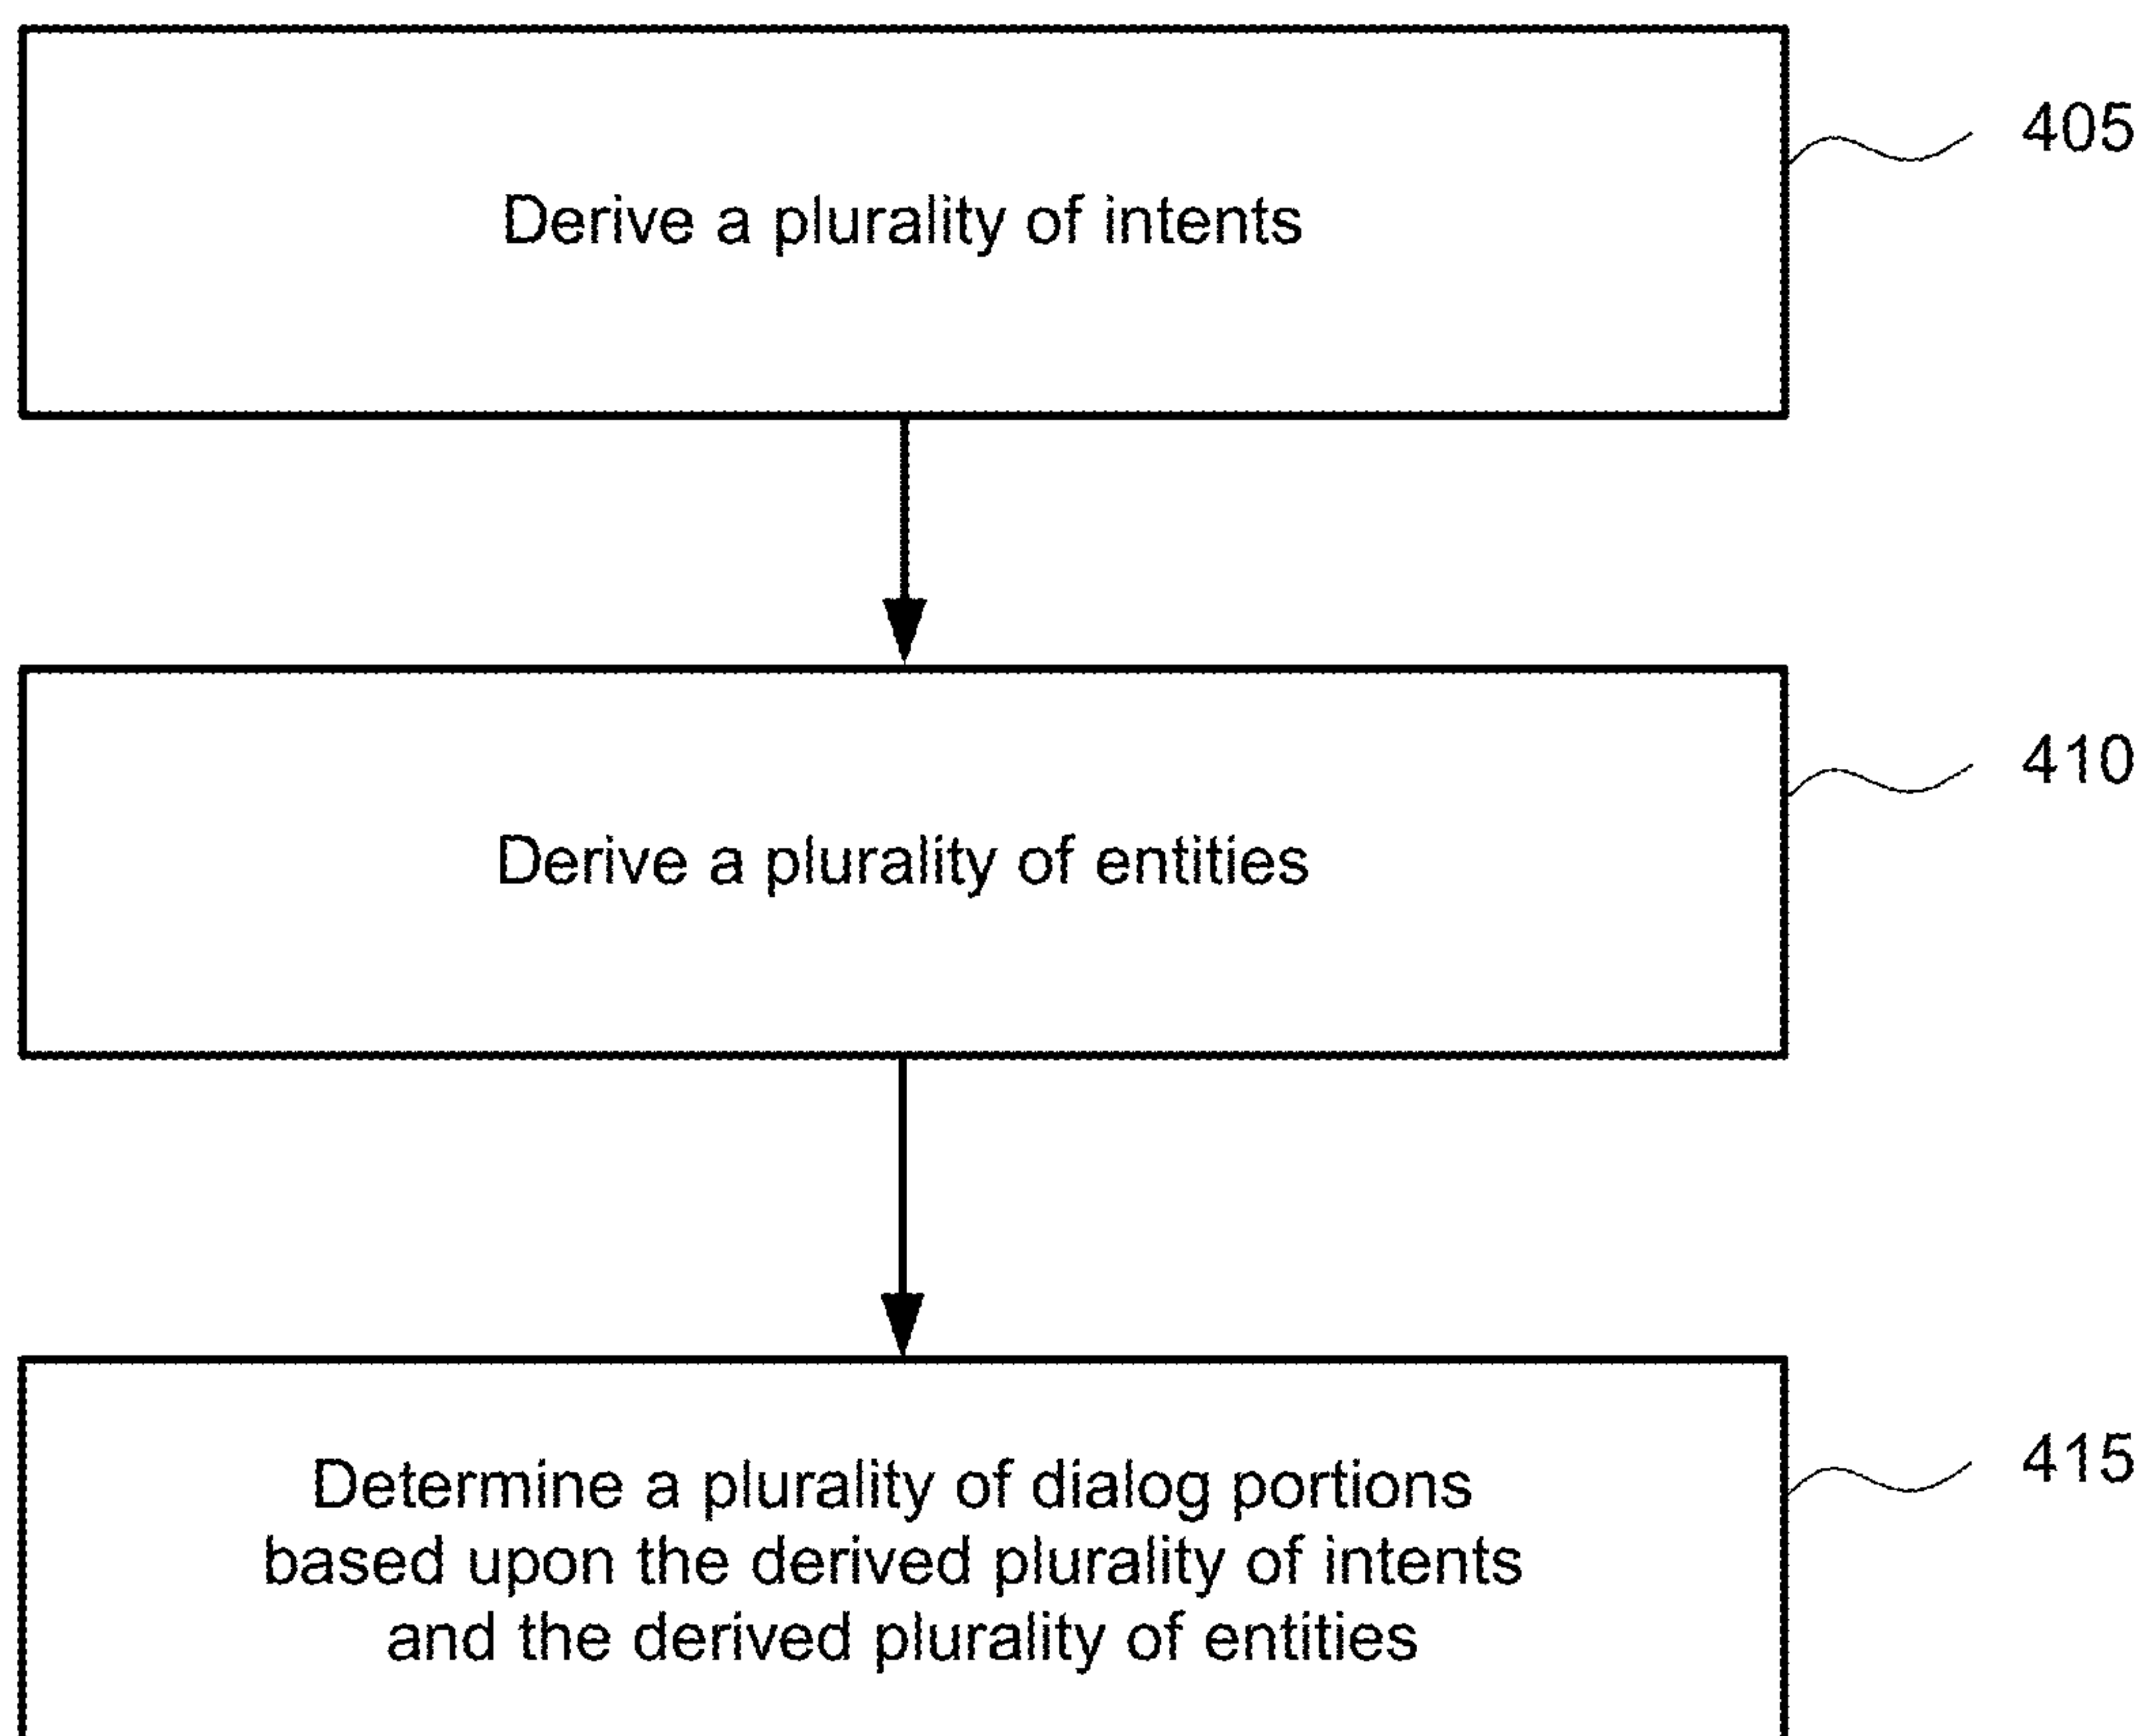 405
Derive a plurality of intents
410
Derive a plurality of entities
415
Determine a plurality of dialog portions
based upon the derived plurality of intents
and the derived plurality of entities